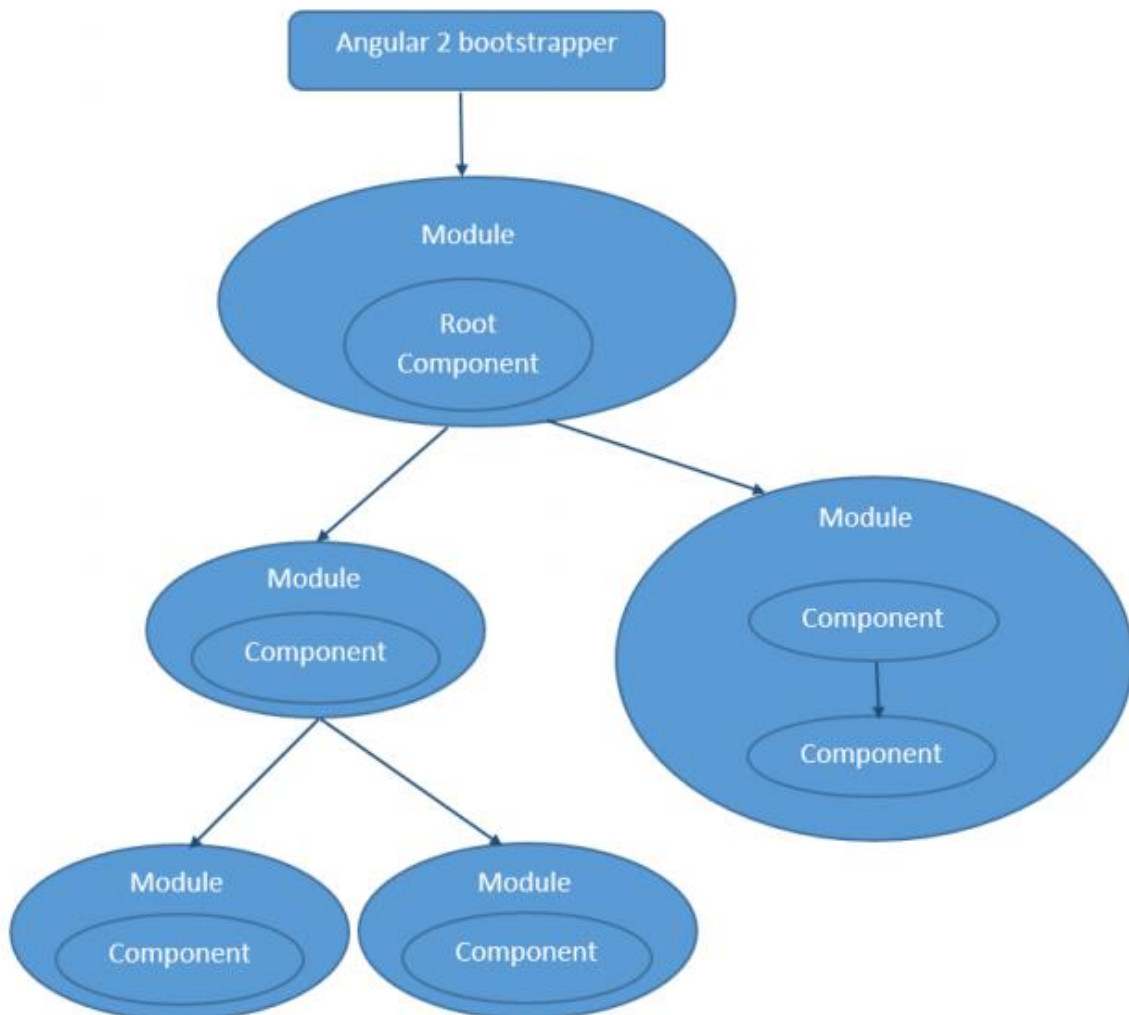 Angular 2 bootstrapper
Module
Root
Component
Module
Component
Module
Component
Component
Module
Component
Module
Component